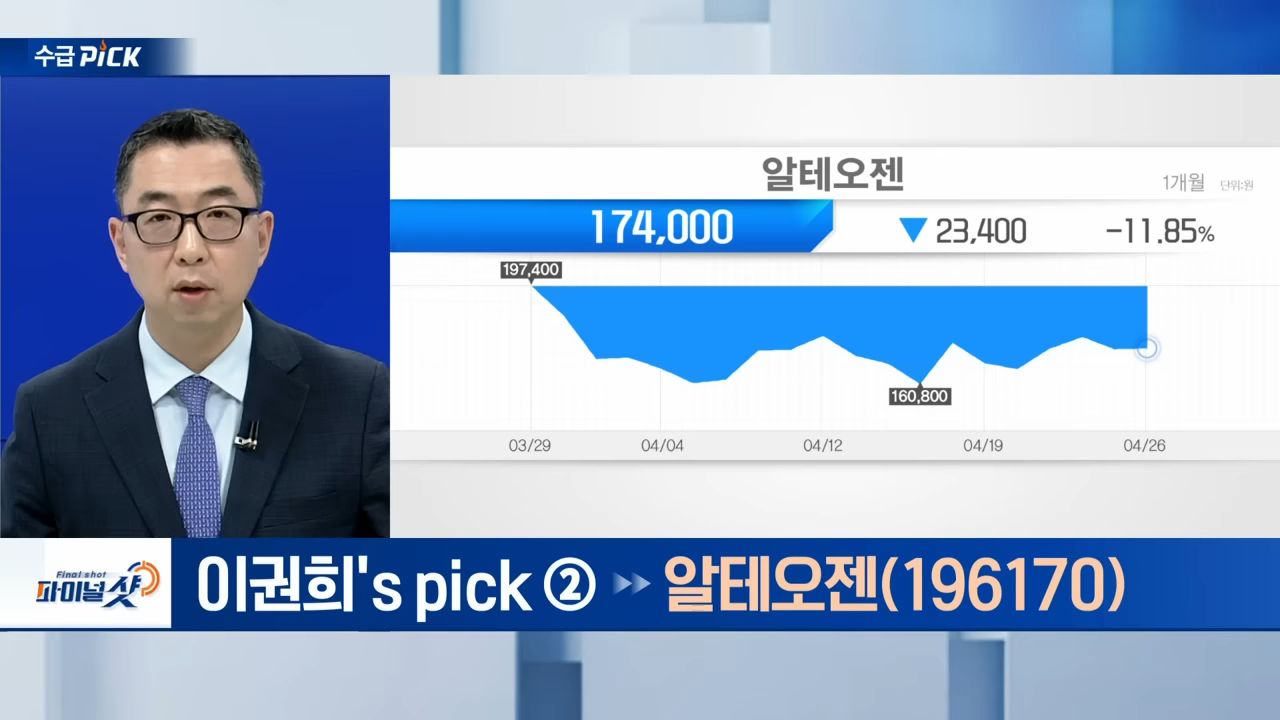 수급 PiCK
알테오젠
1개월 단위:원
174,000 ▼ 23,400 -11.85%
197,400
160,800
03/29 04/04 04/12 04/19 04/26
Final shot
파이널샷
이권희's pick ② ▸▸ 알테오젠(196170)